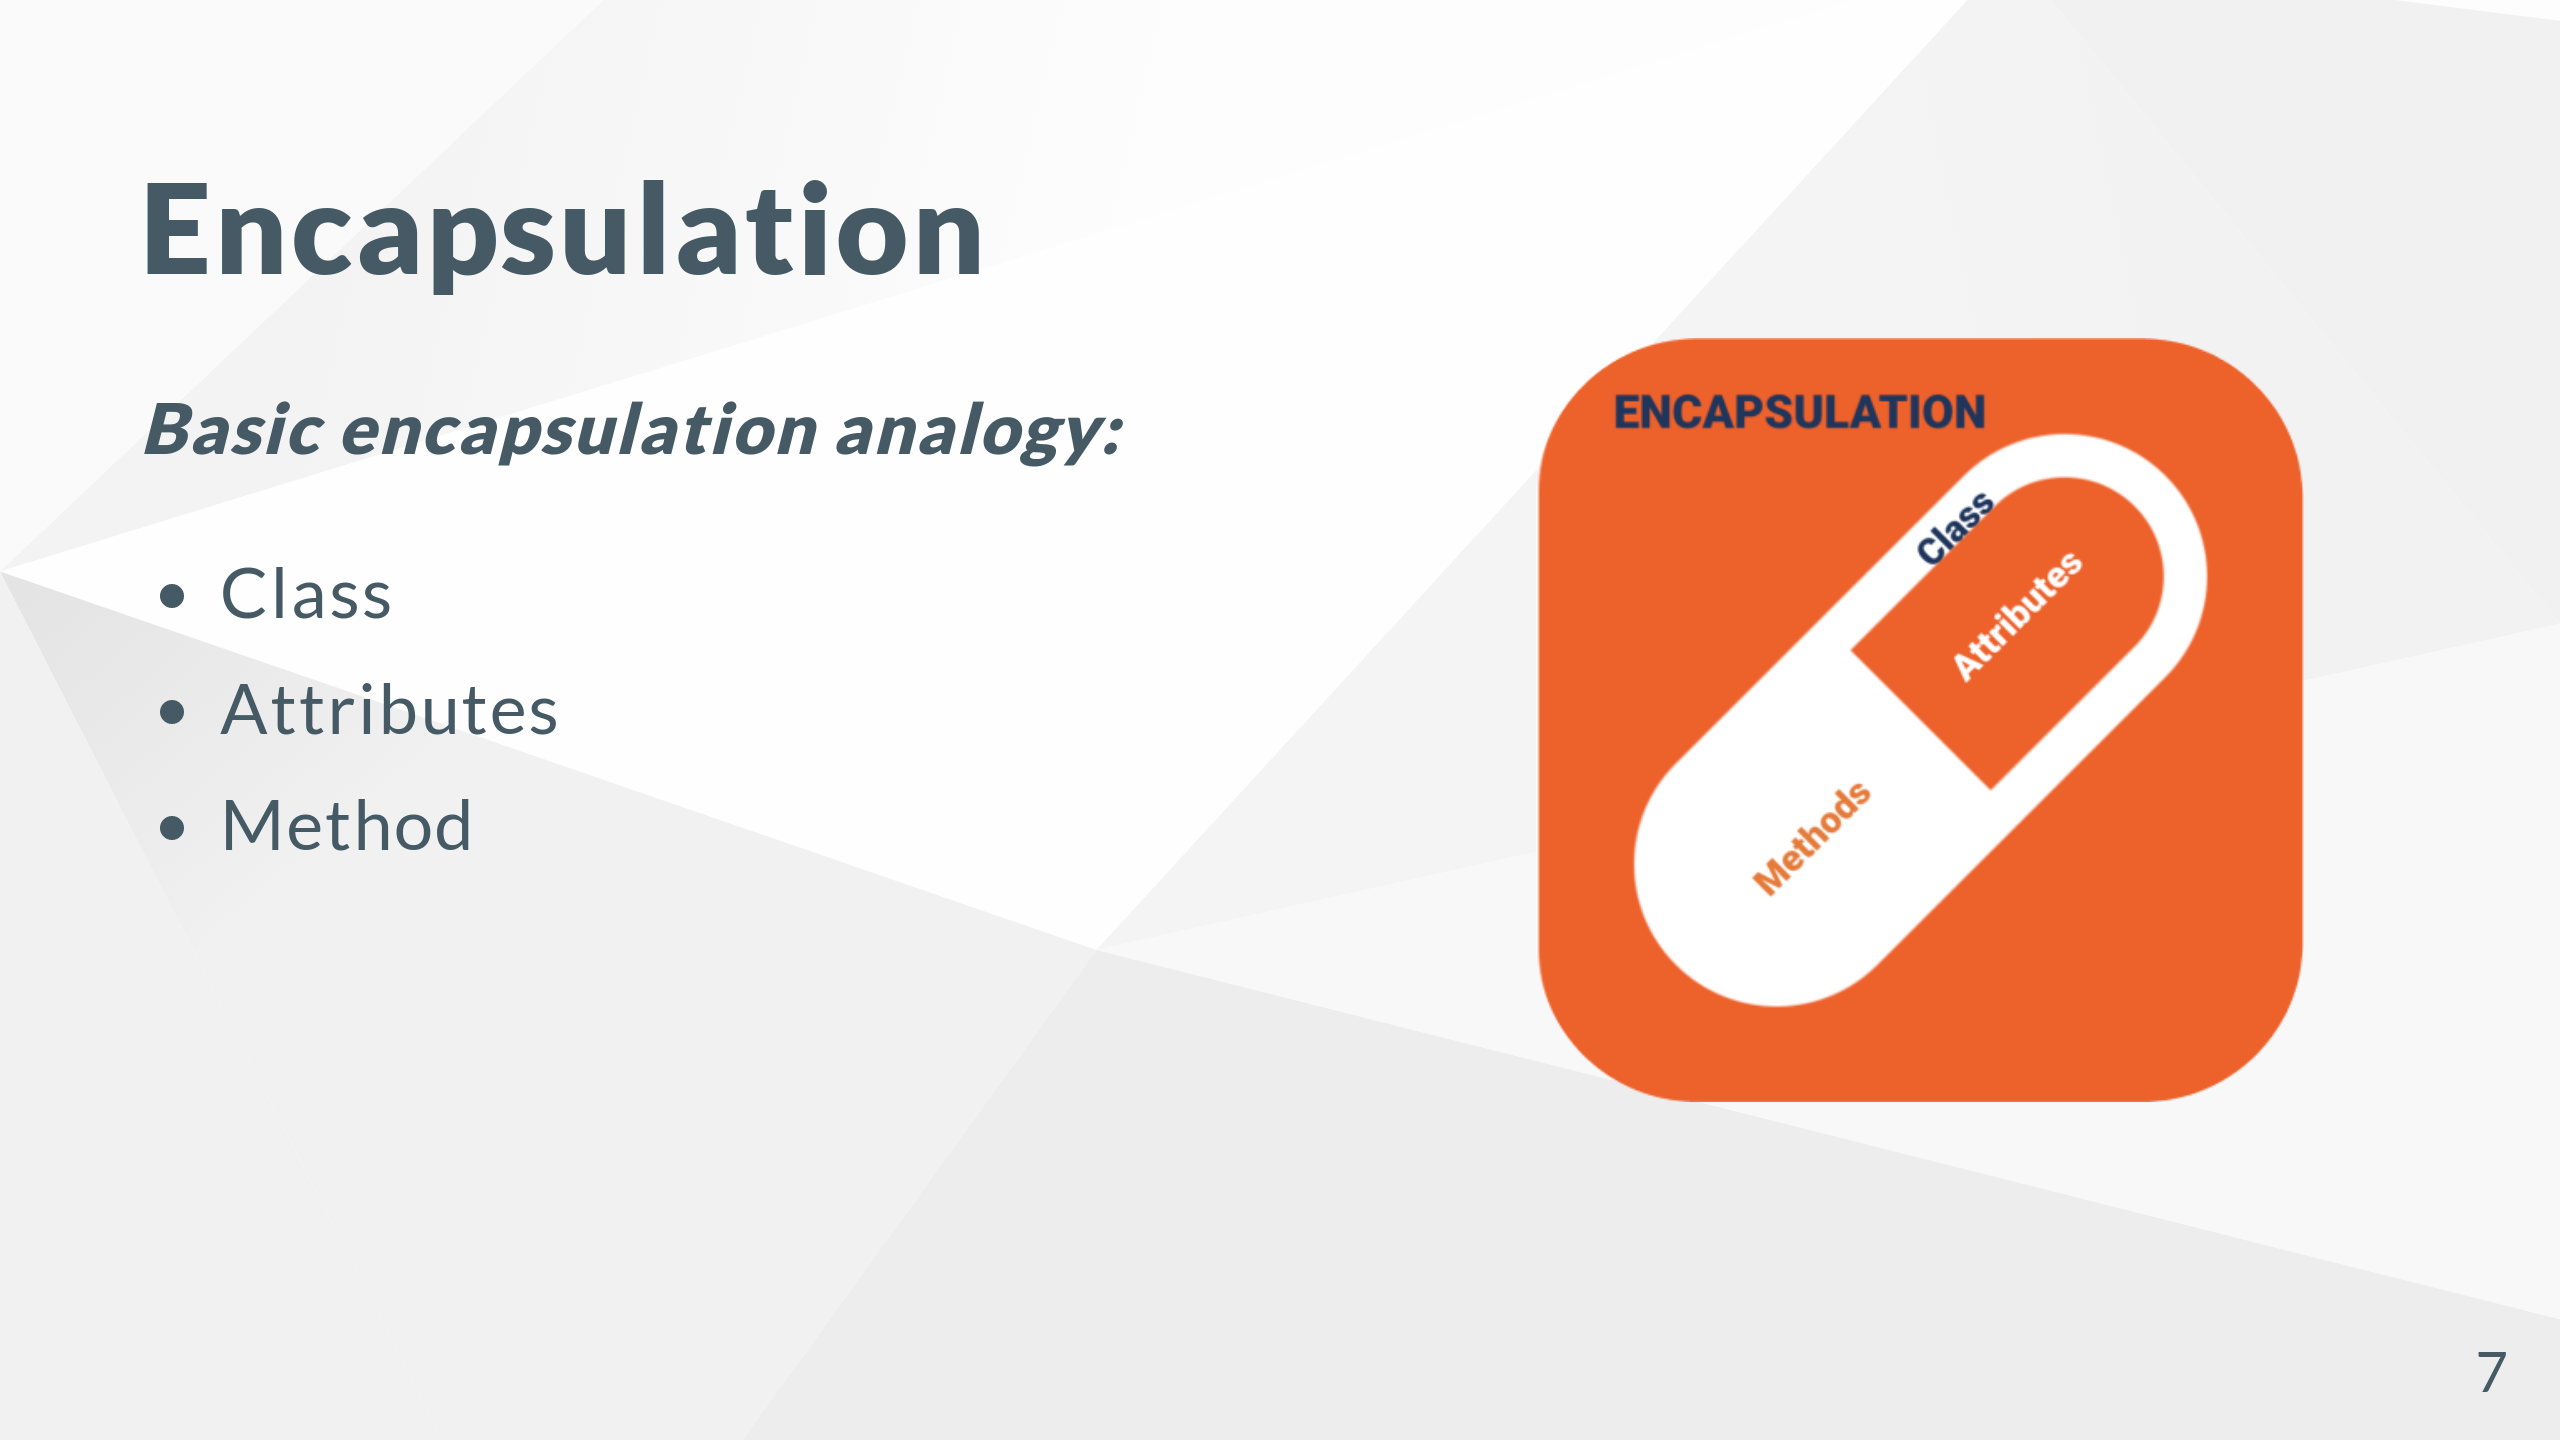 Encapsulation
Basic encapsulation analogy:
• Class
• Attributes
• Method
ENCAPSULATION
Class
Attributes
Methods
7